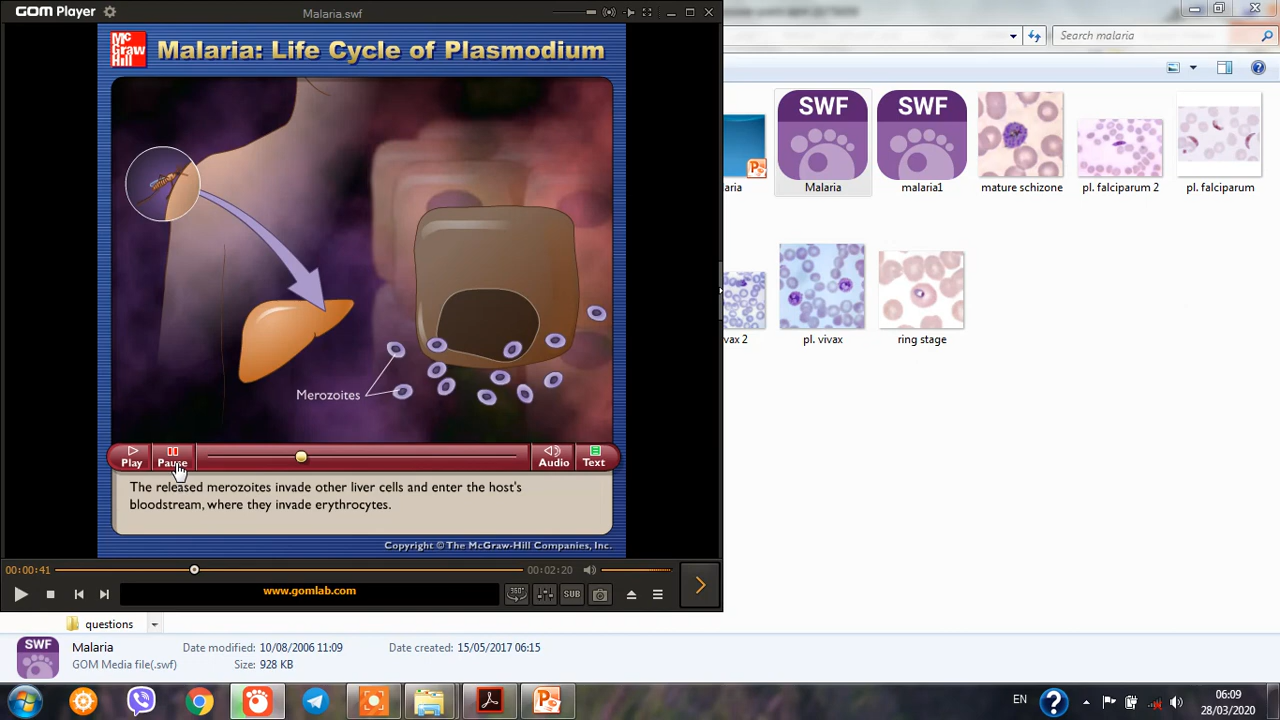 GOM Player
Malaria.swf
Mc
Graw
Hill
Malaria: Life Cycle of Plasmodium
Merozoites
Play
Pause
Audio
Text
merozoites invade other
cells and enter the host's
bloodstream, where they invade erythrocytes.
Copyright © The McGraw-Hill Companies, Inc.
00:00:41
00:02:20
www.gomlab.com
360°
SUB
Search malaria
SWF
SWF
aria
Malaria
malaria1
mature schizont
pl. falciparum 2
pl. falciparum
vax 2
pl. vivax
ring stage
questions
SWF
Malaria
Date modified: 10/08/2006 11:09
Date created: 15/05/2017 06:15
GOM Media file(.swf)
Size: 928 KB
EN
06:09
28/03/2020